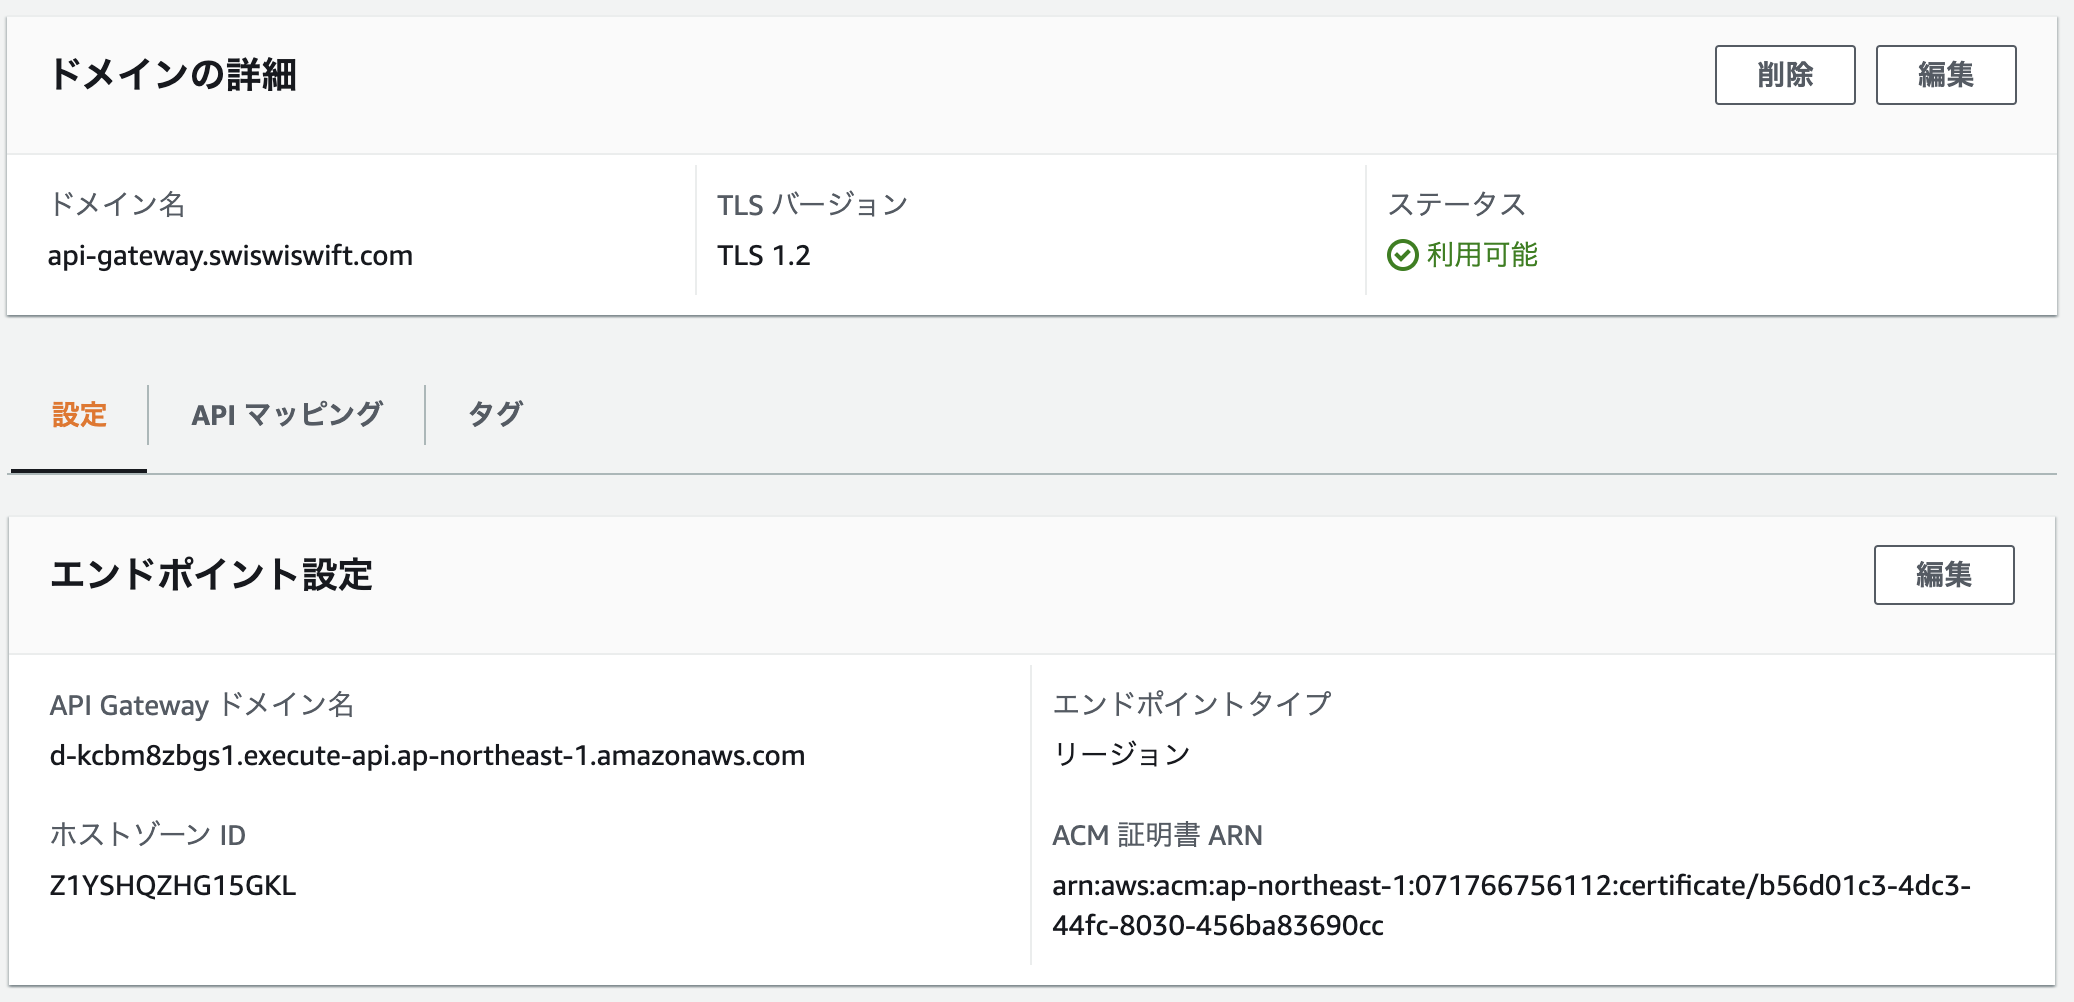 ドメインの詳細
削除
編集
ドメイン名
api-gateway.swiswiswift.com
TLS バージョン
TLS 1.2
ステータス
利用可能
設定
API マッピング
タグ
エンドポイント設定
編集
API Gateway ドメイン名
d-kcbm8zbgs1.execute-api.ap-northeast-1.amazonaws.com
ホストゾーン ID
Z1YSHQZHG15GKL
エンドポイントタイプ
リージョン
ACM 証明書 ARN
arn:aws:acm:ap-northeast-1:071766756112:certificate/b56d01c3-4dc3-
44fc-8030-456ba83690cc